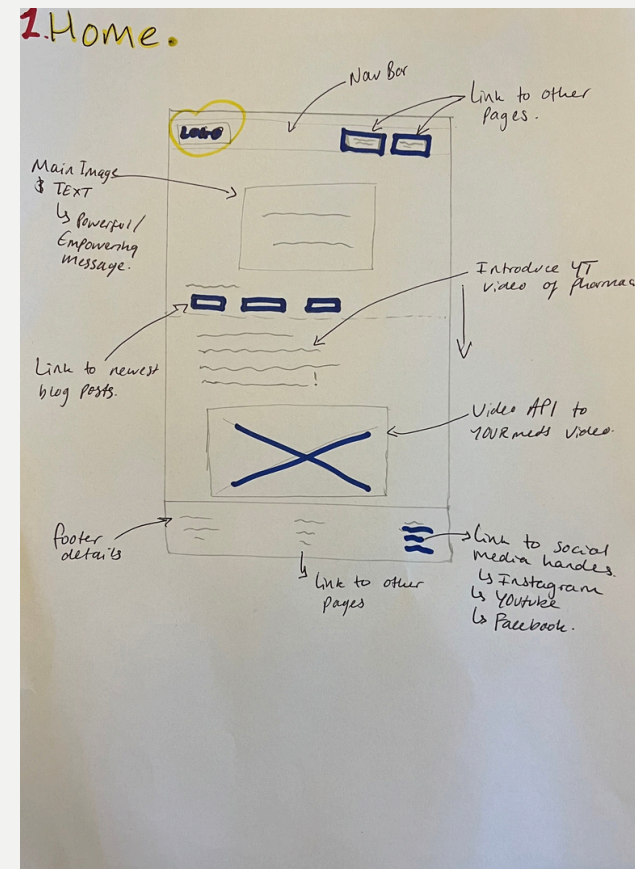 1. Home.
Nav Bar
Link to other
pages.
LOGO
Main Image
& TEXT
↳ Powerful/
Empowering
message.
Introduce YT
video of pharmac
Link to newest
blog posts.
!
Video API to
YOURmeds video.
footer
details
Link to social
media handes.
↳ Instagram
↳ Youtube
↳ Facebook.
↳ link to other
pages